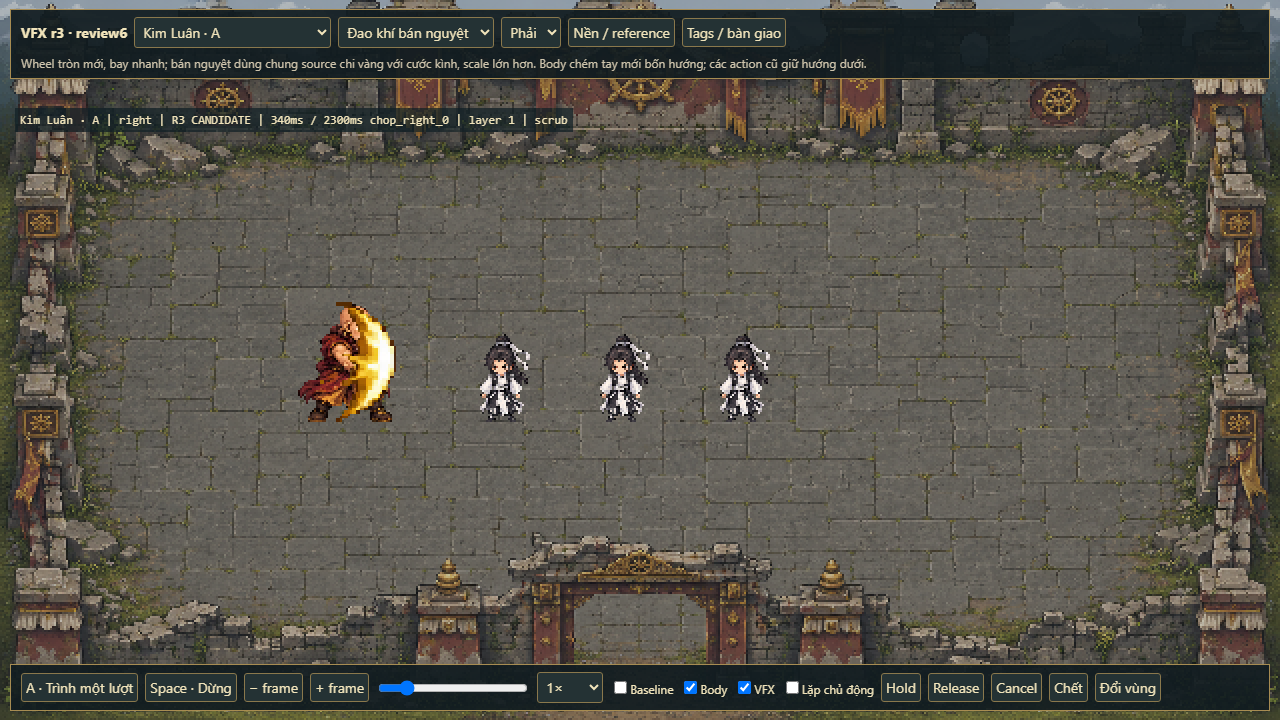 VFX r3 · review6 Kim Luân · A Đao khí bán nguyệt Phải Nền / reference Tags / bàn giao
Wheel tròn mới, bay nhanh; bán nguyệt dùng chung source chi vàng với cước kình, scale lớn hơn. Body chém tay mới bốn hướng; các action cũ giữ hướng dưới.
Kim Luân · A | right | R3 CANDIDATE | 340ms / 2300ms chop_right_0 | layer 1 | scrub
A · Trình một lượt Space · Dừng − frame + frame 1× Baseline Body VFX Lặp chủ động Hold Release Cancel Chết Đổi vùng